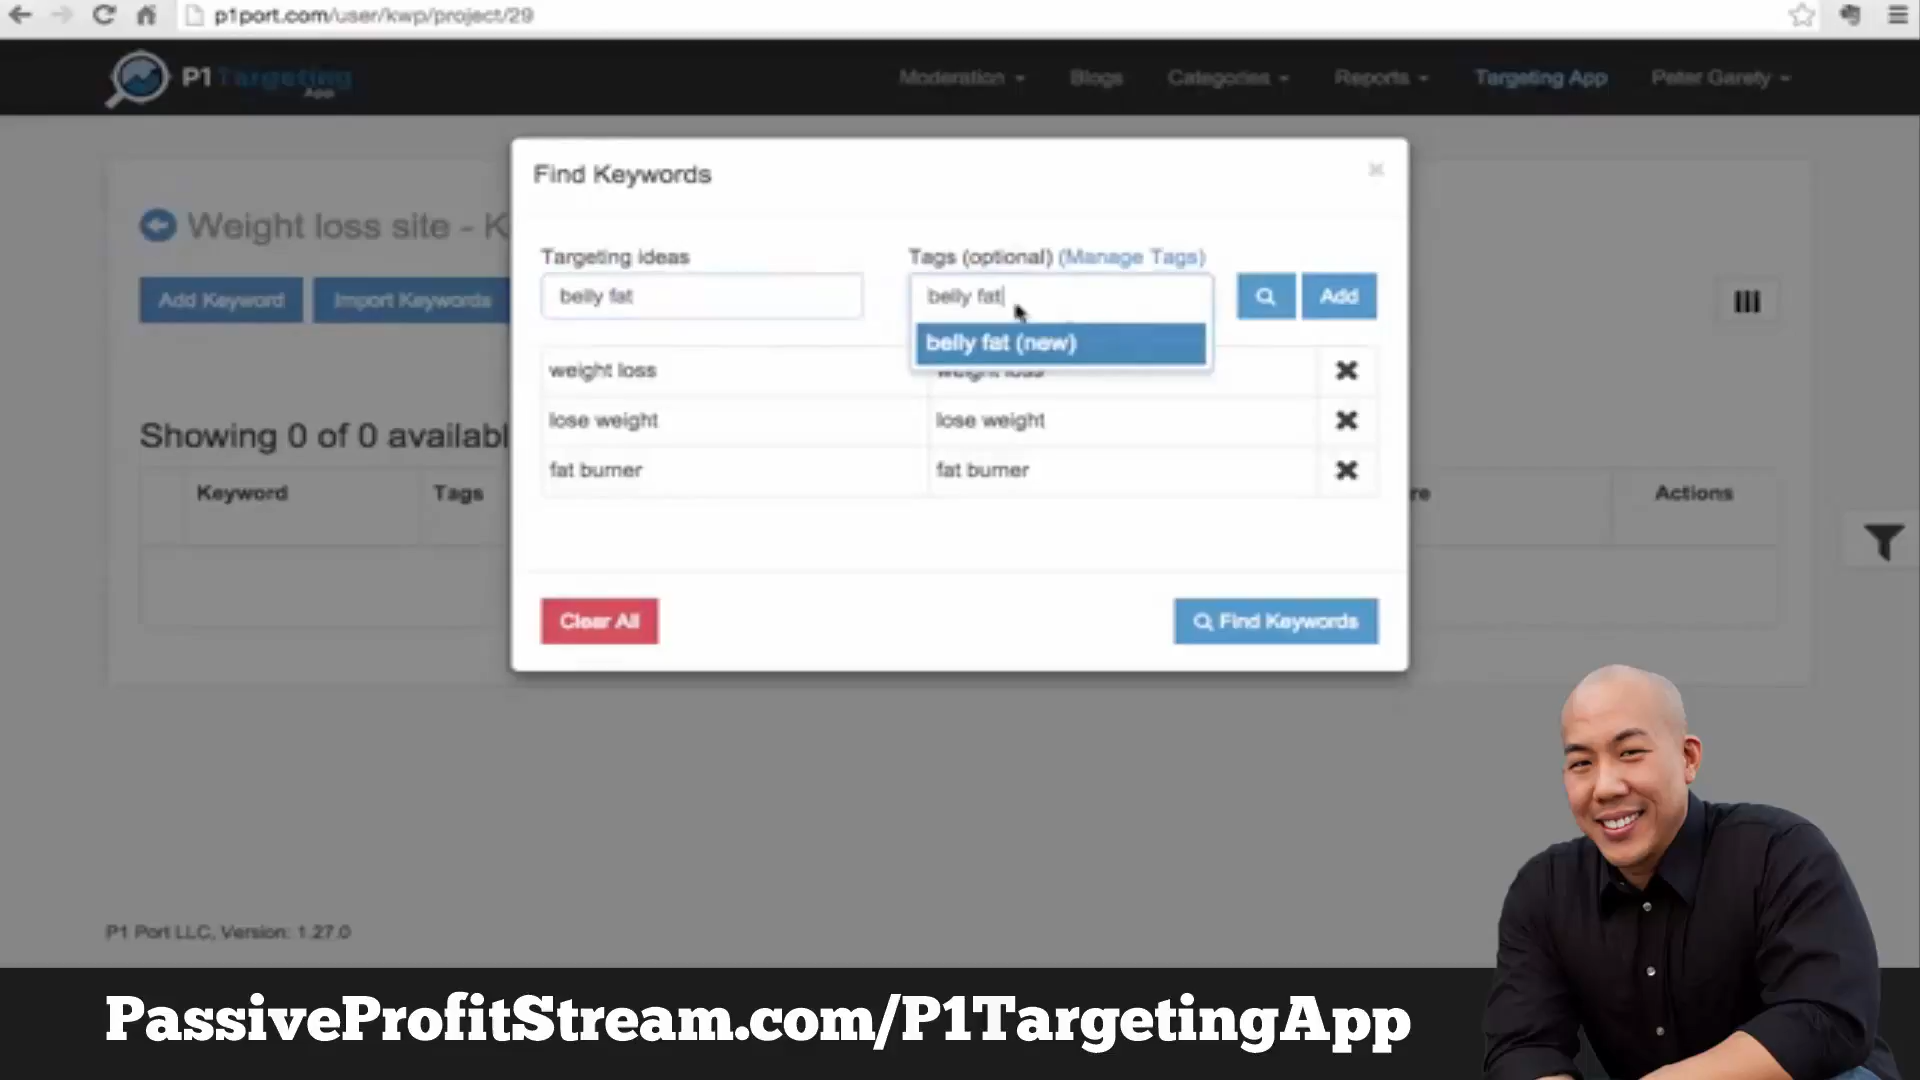 p1port.com/user/kwp/project/29
P1 Targeting App
Moderation
Blogs
Categories
Reports
Targeting App
Peter Garety
Find Keywords
Weight loss site - K
Targeting ideas
Tags (optional) (Manage Tags)
belly fat
belly fat
Add
Add Keyword
Import Keywords
belly fat (new)
weight loss
weight loss
lose weight
lose weight
Showing 0 of 0 availabl
fat burner
fat burner
Keyword
Tags
re
Actions
Clear All
Find Keywords
P1 Port LLC, Version: 1.27.0
PassiveProfitStream.com/P1TargetingApp